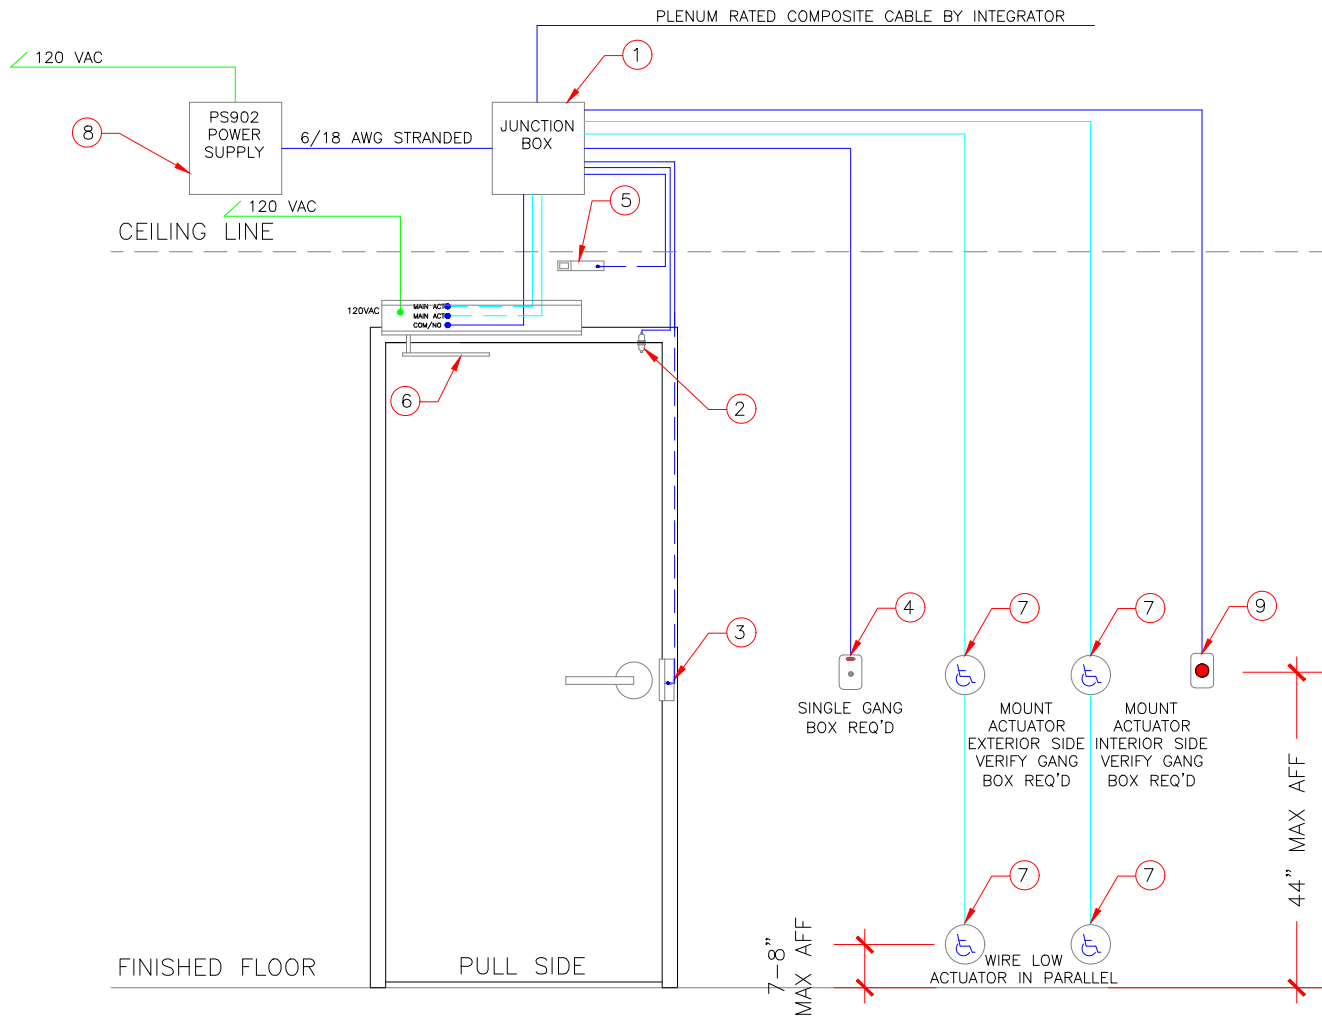 PLENUM RATED COMPOSITE CABLE BY INTEGRATOR
120 VAC
1
PS902
POWER
SUPPLY
8
6/18 AWG STRANDED
JUNCTION
BOX
120 VAC
5
CEILING LINE
120VAC
MAIN ACT
MAIN ACT
COM/NO
6
2
3
4
7
7
9
SINGLE GANG
BOX REQ'D
MOUNT
ACTUATOR
EXTERIOR SIDE
VERIFY GANG
BOX REQ'D
MOUNT
ACTUATOR
INTERIOR SIDE
VERIFY GANG
BOX REQ'D
44" MAX AFF
7
7
7-8"
MAX AFF
WIRE LOW
ACTUATOR IN PARALLEL
FINISHED FLOOR
PULL SIDE